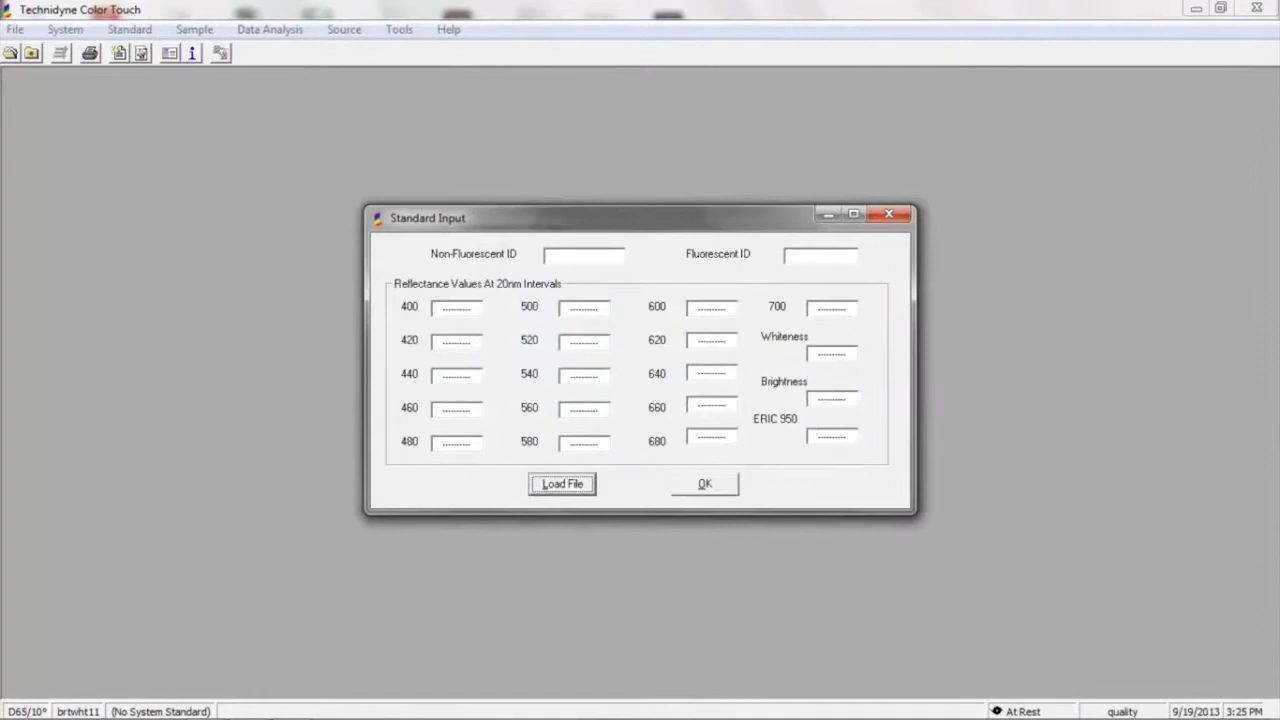 Technidyne Color Touch
File System Standard Sample Data Analysis Source Tools Help
Standard Input
Non-Fluorescent ID Fluorescent ID
Reflectance Values At 20nm Intervals
400 ---------- 500 ---------- 600 ---------- 700 ----------
420 ---------- 520 ---------- 620 ---------- Whiteness ----------
440 ---------- 540 ---------- 640 ---------- Brightness ----------
460 ---------- 560 ---------- 660 ---------- ERIC 950 ----------
480 ---------- 580 ---------- 680 ----------
Load File OK
D65/10° brtwht11 (No System Standard) At Rest quality 9/19/2013 3:25 PM